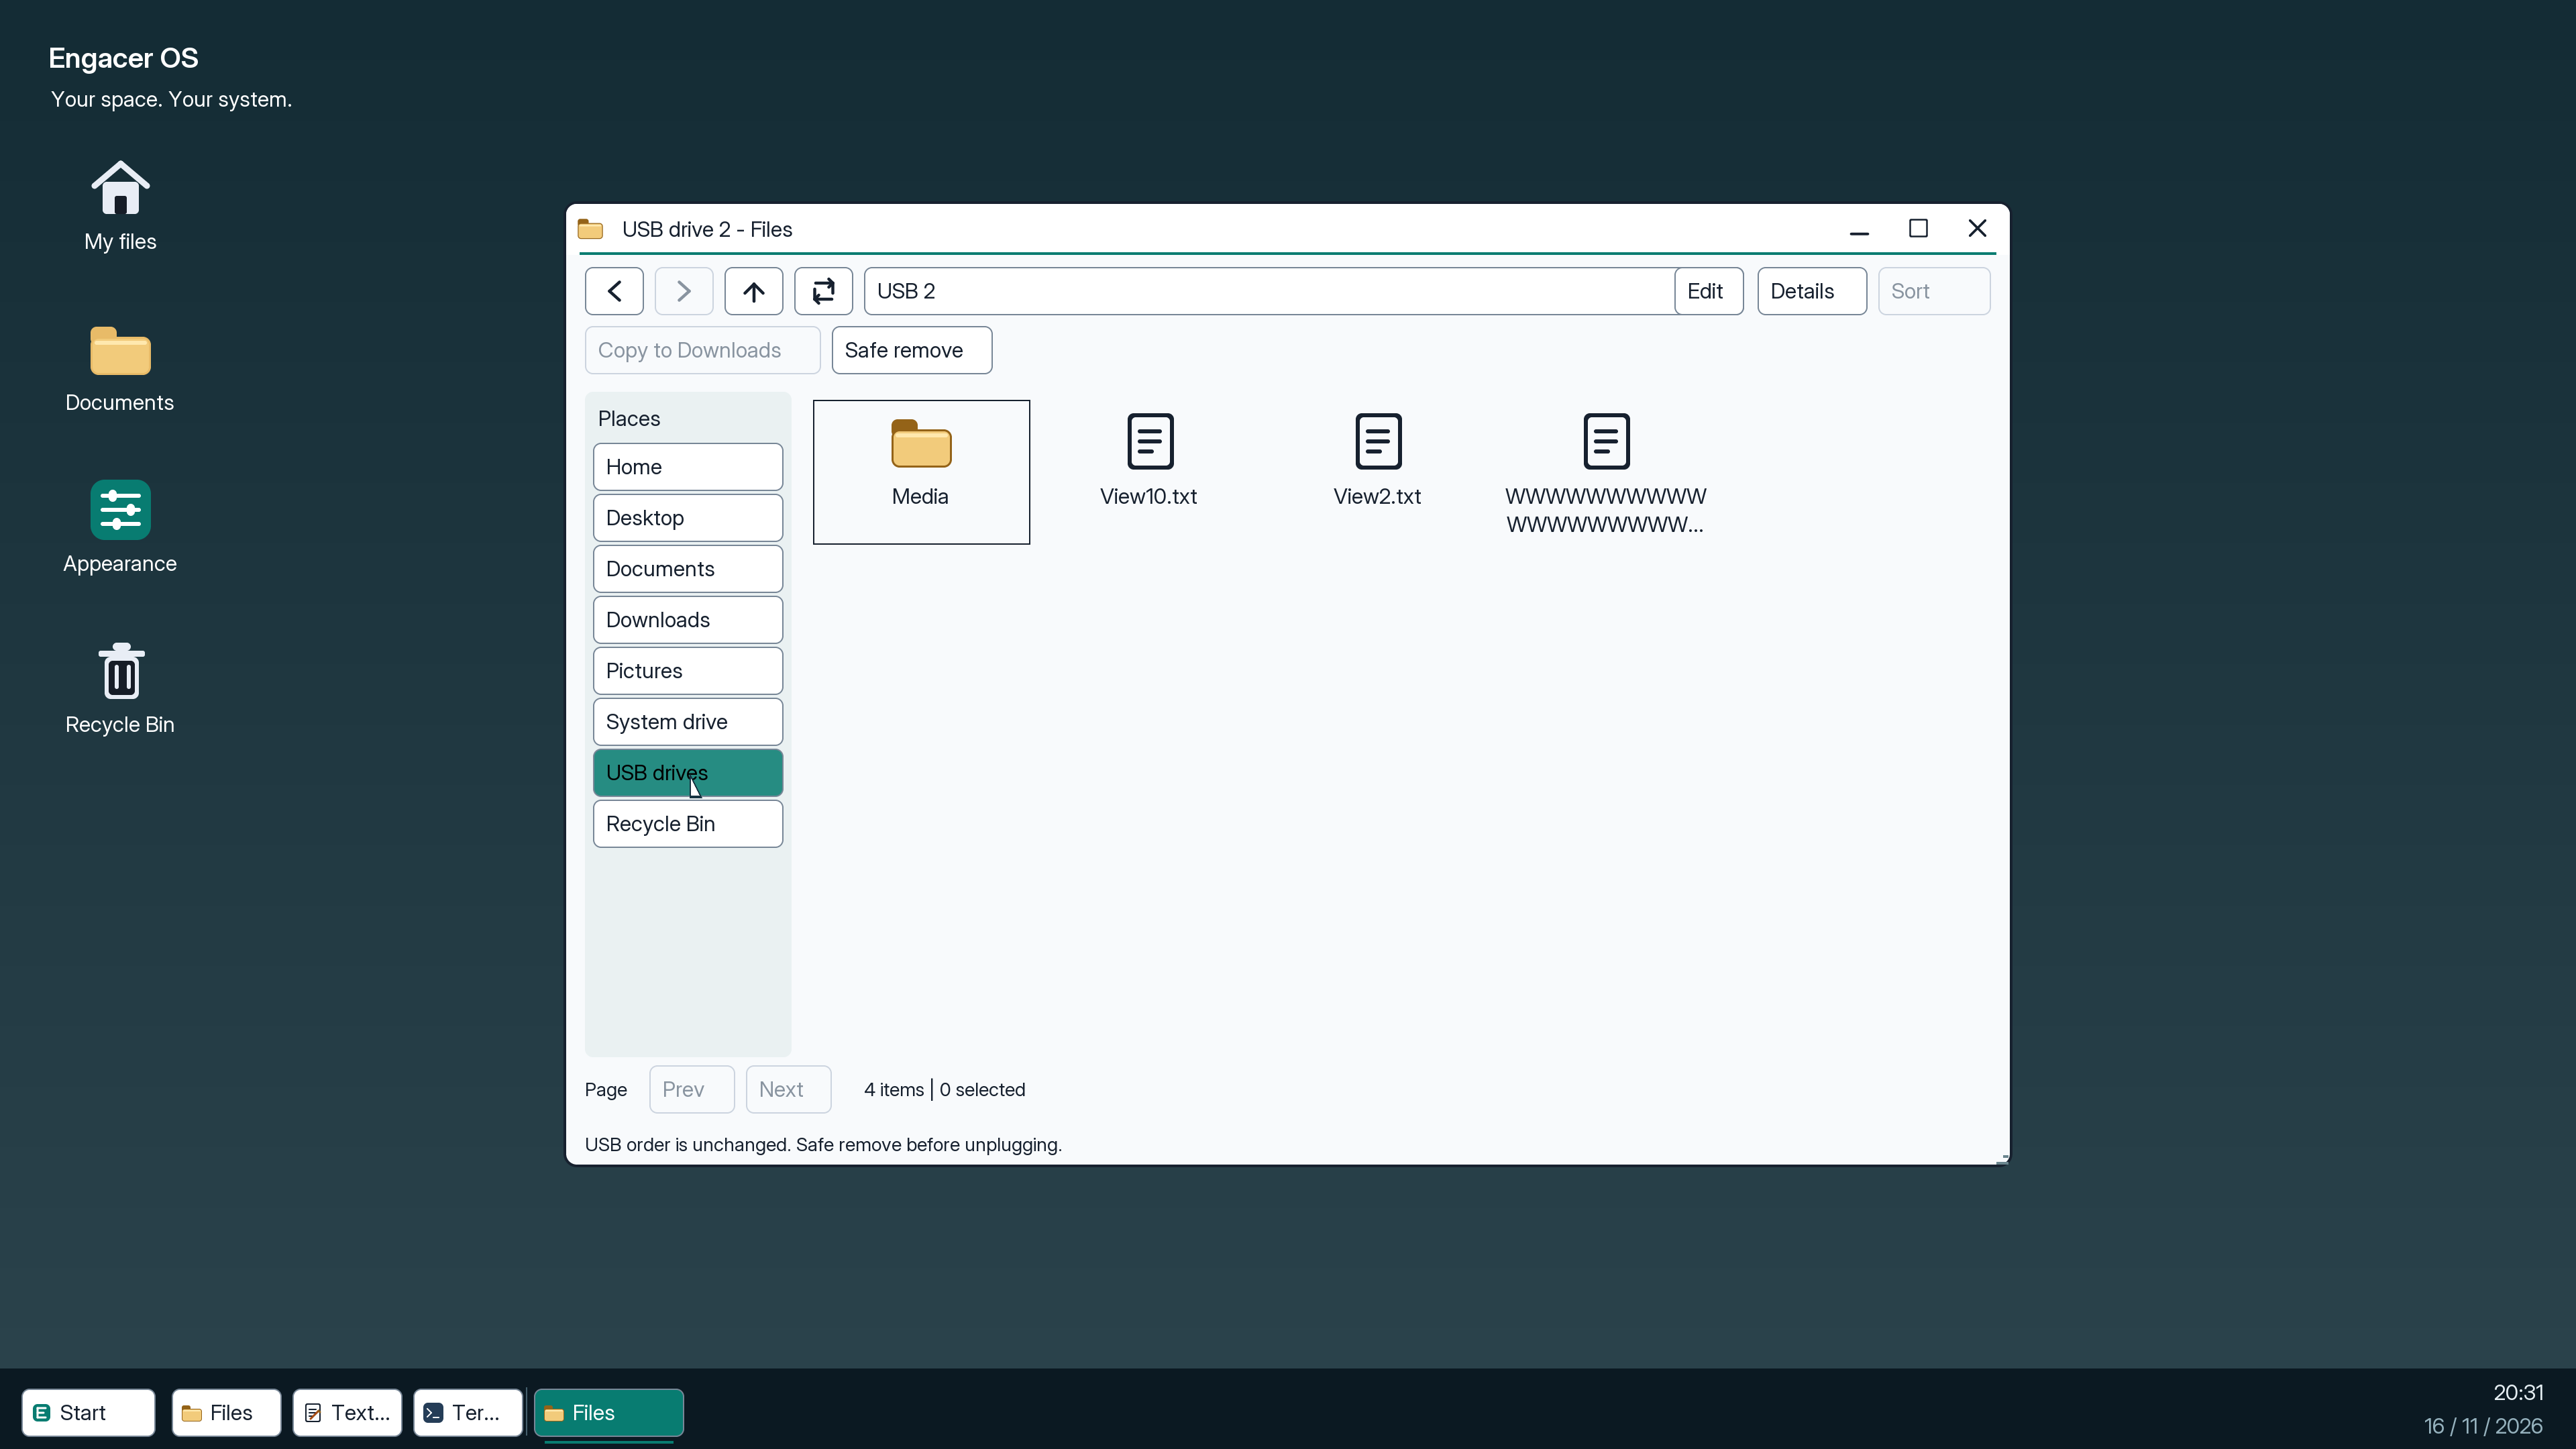 Engacer OS
Your space. Your system.
My files
Documents
Appearance
Recycle Bin
USB drive 2 - Files
USB 2
Edit
Details
Sort
Copy to Downloads
Safe remove
Places
Home
Desktop
Documents
Downloads
Pictures
System drive
USB drives
Recycle Bin
Media
View10.txt
View2.txt
WWWWWWWWWW
WWWWWWWWW...
Page
Prev
Next
4 items | 0 selected
USB order is unchanged. Safe remove before unplugging.
Start
Files
Text...
Ter...
Files
20:31
16 / 11 / 2026